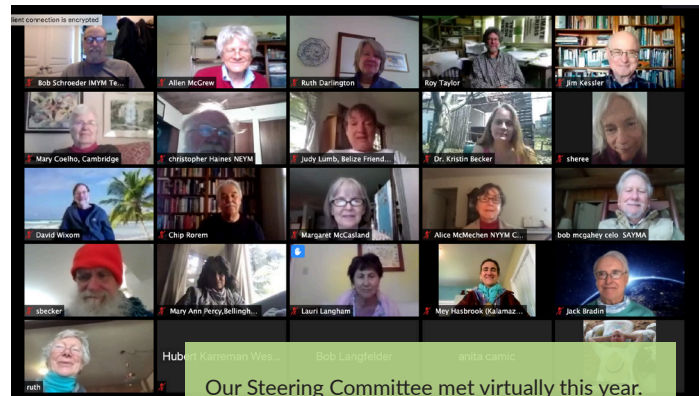 lient connection is encrypted
Bob Schroeder IMYM Te...
Allen McGrew
Ruth Darlington
Roy Taylor
Jim Kessler
Mary Coelho, Cambridge
christopher Haines NEYM
Judy Lumb, Belize Friend...
Dr. Kristin Becker
sheree
David Wixom
Chip Rorem
Margaret McCasland
Alice McMechen NYYM C...
bob mcgahey celo SAYMA
sbecker
Mary Ann Percy,Bellingh...
Lauri Langham
Mey Hasbrook (Kalamaz...
Jack Bradin
ruth
Hubert Karreman Wes...
Bob Langfelder
anita camic
Our Steering Committee met virtually this year.